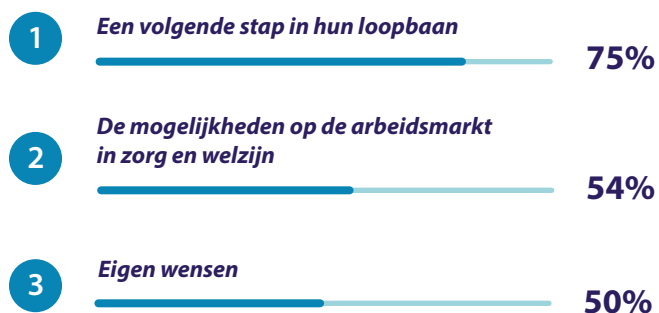 1
Een volgende stap in hun loopbaan
75%
2
De mogelijkheden op de arbeidsmarkt
in zorg en welzijn
54%
3
Eigen wensen
50%